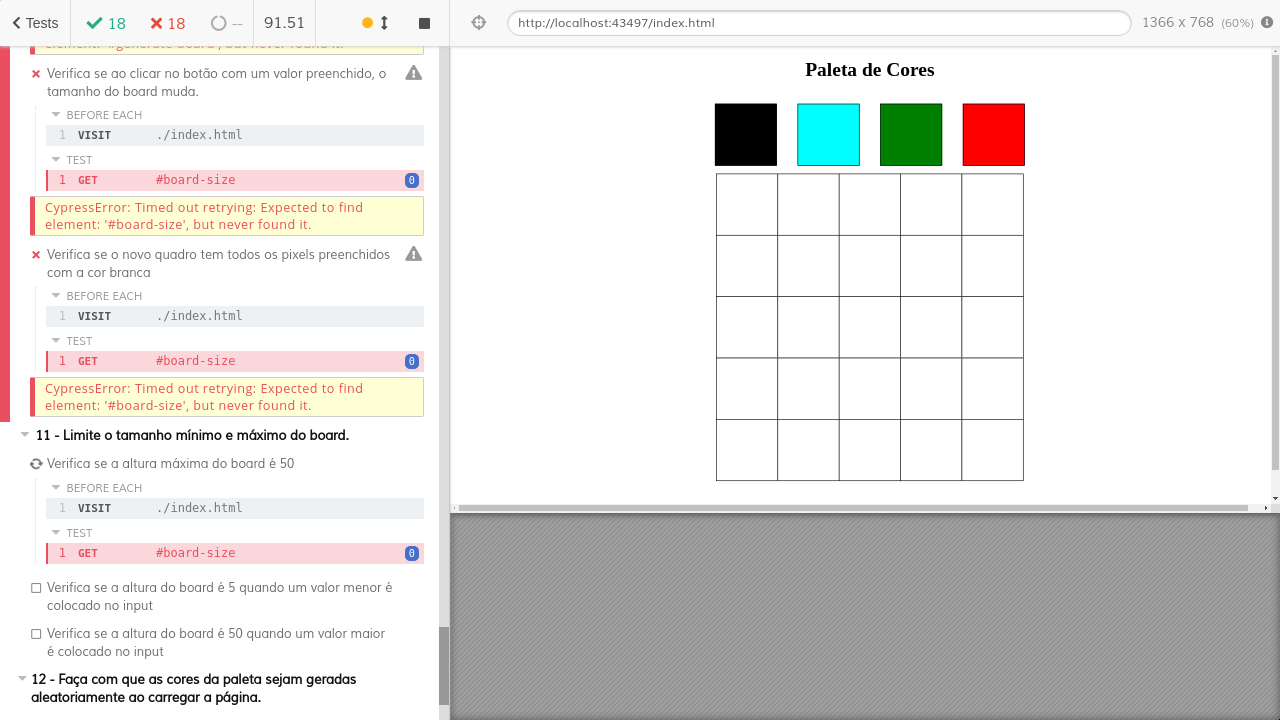 Tests
18
18
--
91.51
http://localhost:43497/index.html
1366 x 768 (60%)
element: '#generate-board', but never found it.
Verifica se ao clicar no botão com um valor preenchido, o
tamanho do board muda.
BEFORE EACH
1 VISIT ./index.html
TEST
1 GET #board-size 0
CypressError: Timed out retrying: Expected to find
element: '#board-size', but never found it.
Verifica se o novo quadro tem todos os pixels preenchidos
com a cor branca
BEFORE EACH
1 VISIT ./index.html
TEST
1 GET #board-size 0
CypressError: Timed out retrying: Expected to find
element: '#board-size', but never found it.
11 - Limite o tamanho mínimo e máximo do board.
Verifica se a altura máxima do board é 50
BEFORE EACH
1 VISIT ./index.html
TEST
1 GET #board-size 0
Verifica se a altura do board é 5 quando um valor menor é
colocado no input
Verifica se a altura do board é 50 quando um valor maior
é colocado no input
12 - Faça com que as cores da paleta sejam geradas
aleatoriamente ao carregar a página.
Paleta de Cores